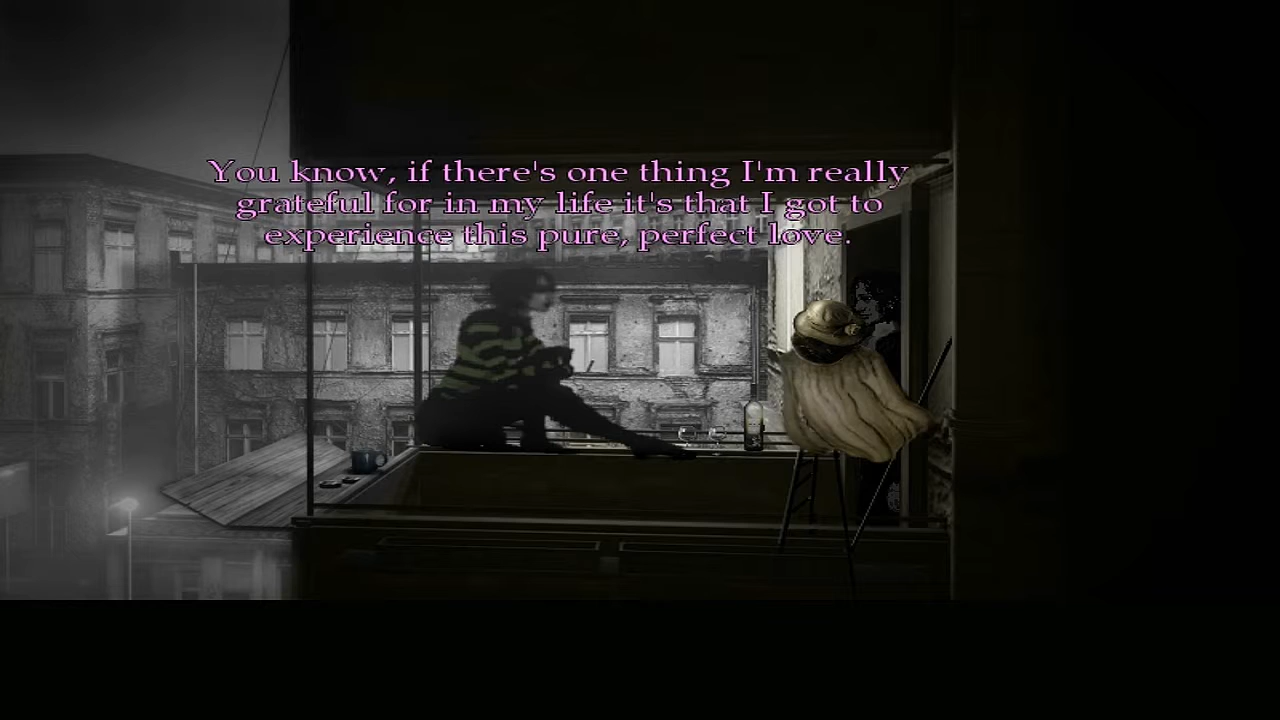 You know, if there's one thing I'm really
grateful for in my life it's that I got to
experience this pure, perfect love.